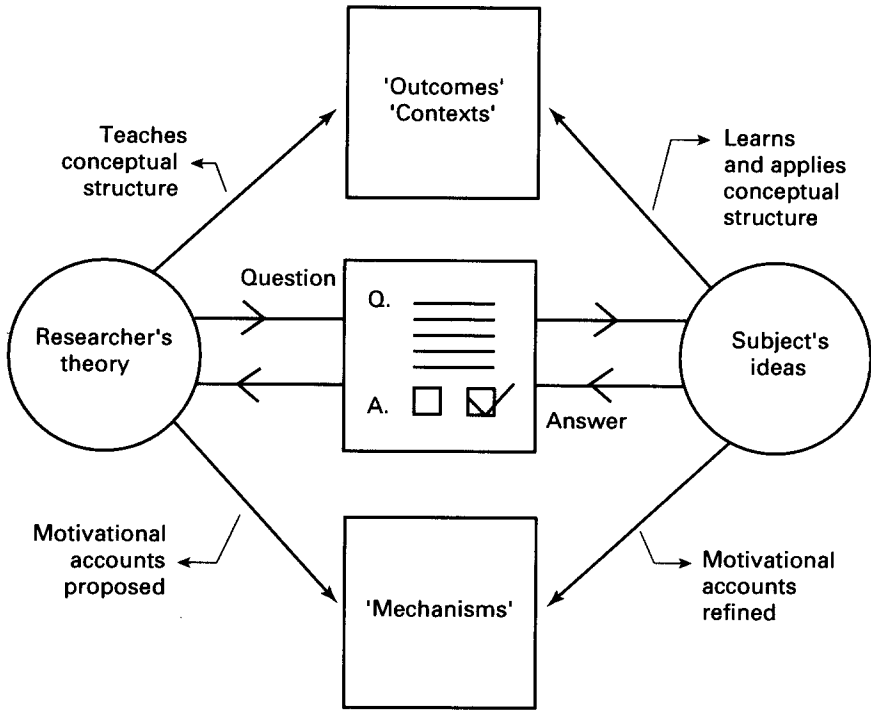 'Outcomes'
'Contexts'
Teaches
conceptual
structure
Learns
and applies
conceptual
structure
Question
Q.
Researcher's
theory
Subject's
ideas
A.
Answer
Motivational
accounts
proposed
'Mechanisms'
Motivational
accounts
refined